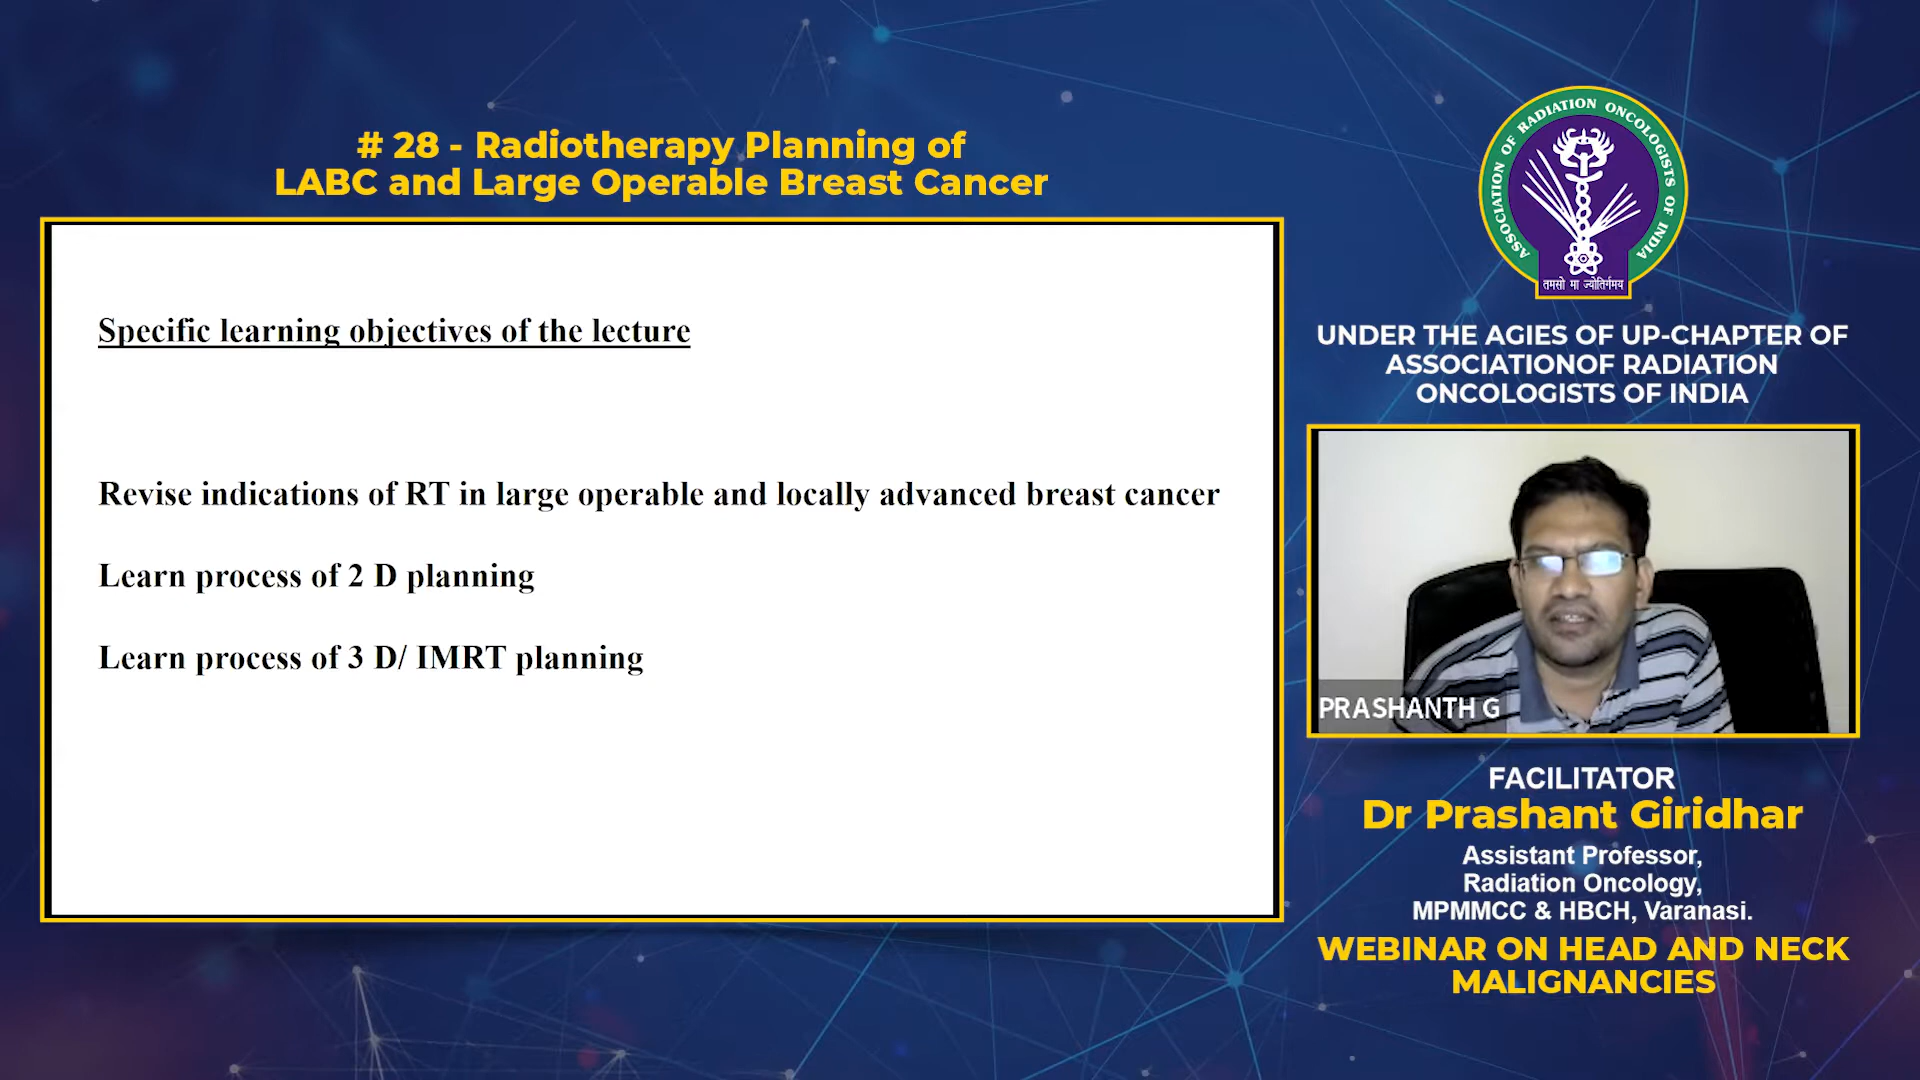 # 28 - Radiotherapy Planning of
LABC and Large Operable Breast Cancer
Specific learning objectives of the lecture
Revise indications of RT in large operable and locally advanced breast cancer
Learn process of 2 D planning
Learn process of 3 D/ IMRT planning
ASSOCIATION OF RADIATION ONCOLOGISTS OF INDIA
तमसो मा ज्योतिर्गमय
UNDER THE AGIES OF UP-CHAPTER OF
ASSOCIATIONOF RADIATION
ONCOLOGISTS OF INDIA
PRASHANTH G
FACILITATOR
Dr Prashant Giridhar
Assistant Professor,
Radiation Oncology,
MPMMCC & HBCH, Varanasi.
WEBINAR ON HEAD AND NECK
MALIGNANCIES